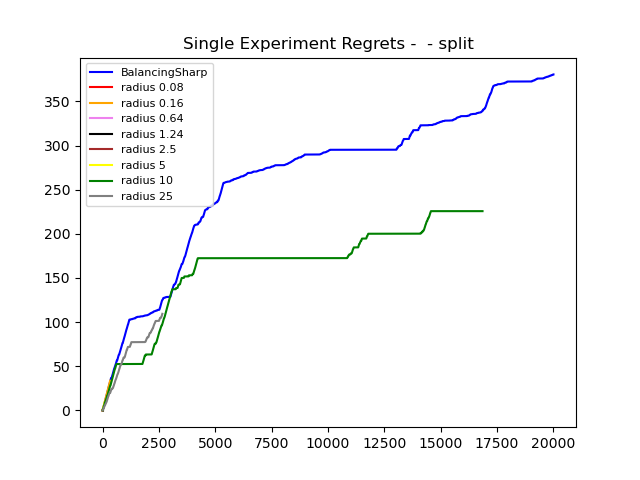 Single Experiment Regrets -  - split
BalancingSharp
radius 0.08
radius 0.16
radius 0.64
radius 1.24
radius 2.5
radius 5
radius 10
radius 25
350
300
250
200
150
100
50
0
0 2500 5000 7500 10000 12500 15000 17500 20000